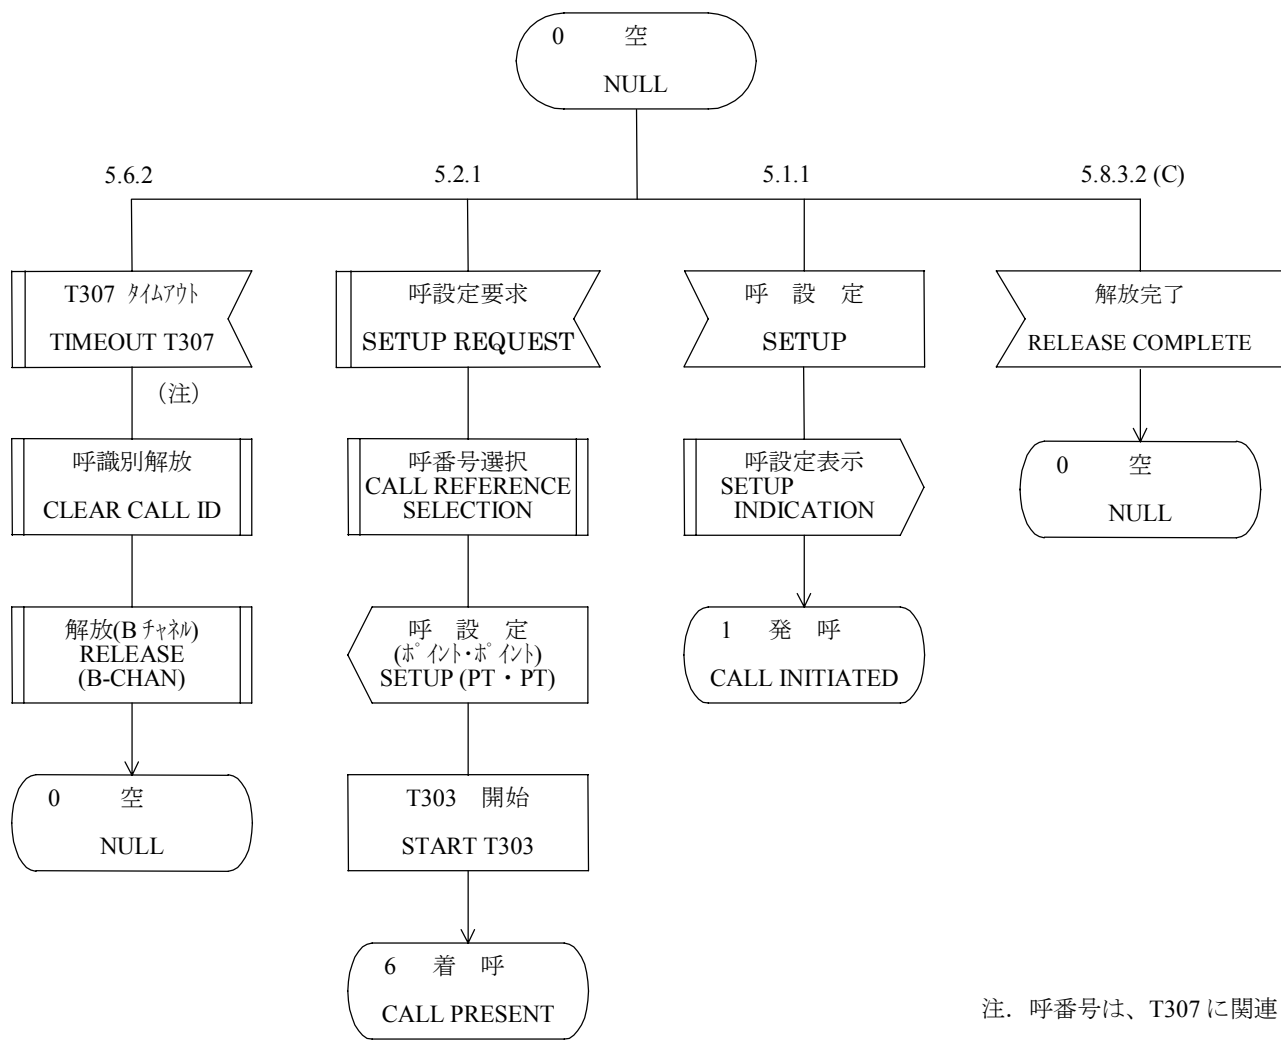 0 空
NULL
5.6.2
5.2.1
5.1.1
5.8.3.2 (C)
T307 ﾀｲﾑｱｳﾄ
TIMEOUT T307
(注)
呼識別解放
CLEAR CALL ID
解放(B ﾁｬﾈﾙ)
RELEASE
(B-CHAN)
0 空
NULL
呼設定要求
SETUP REQUEST
呼番号選択
CALL REFERENCE
SELECTION
呼 設 定
(ﾎﾟｲﾝﾄ・ﾎﾟｲﾝﾄ)
SETUP (PT・PT)
T303 開始
START T303
6 着 呼
CALL PRESENT
呼 設 定
SETUP
呼設定表示
SETUP
INDICATION
1 発 呼
CALL INITIATED
解放完了
RELEASE COMPLETE
0 空
NULL
注. 呼番号は、T307 に関連